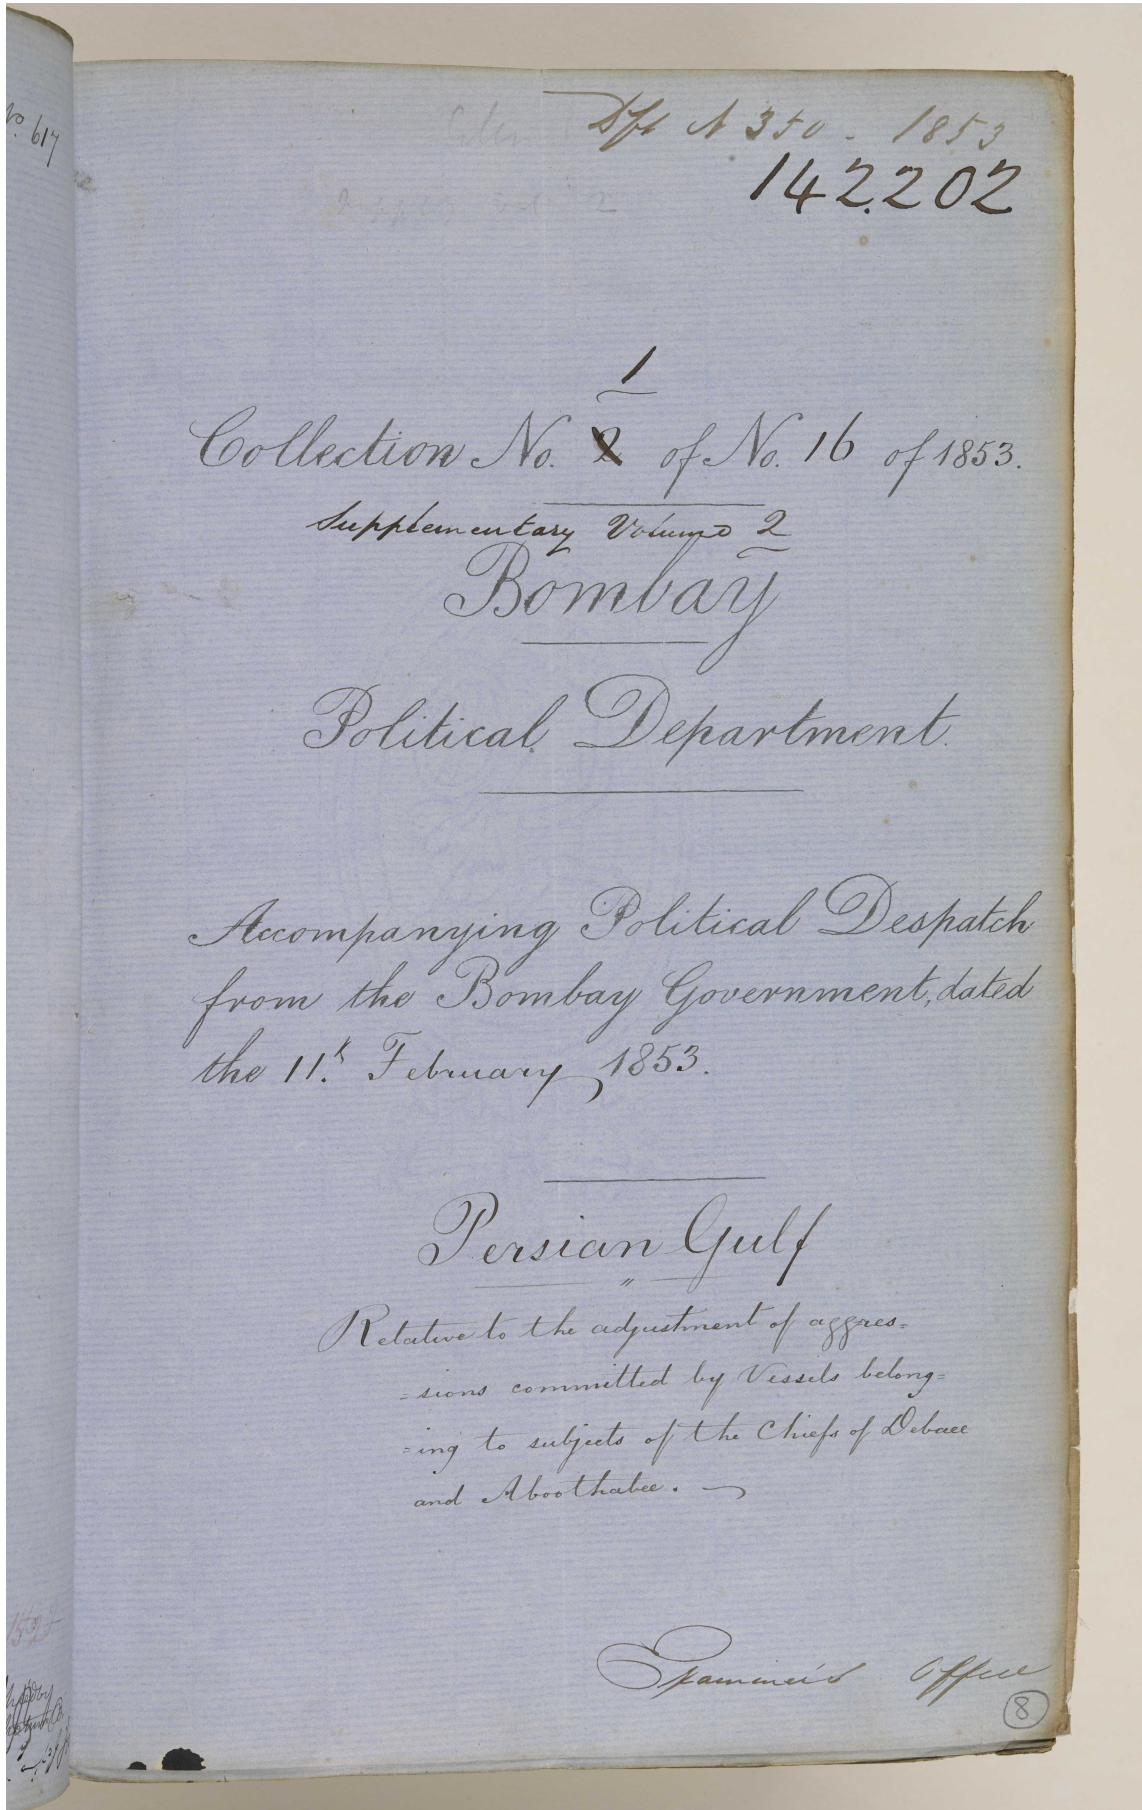 No. 617
Dft N 350 - 1853
142.202
1
Collection No. 2 of No. 16 of 1853.
Supplementary Volume 2
Bombay
Political Department.
Accompanying Political Despatch
from the Bombay Government, dated
the 11th. February 1853.
Persian Gulf
"
Relative to the adjustment of aggres=
=sions committed by Vessels belong=
=ing to subjects of the Chiefs of Debaee
and Aboothabee.
Examiner's Office
8